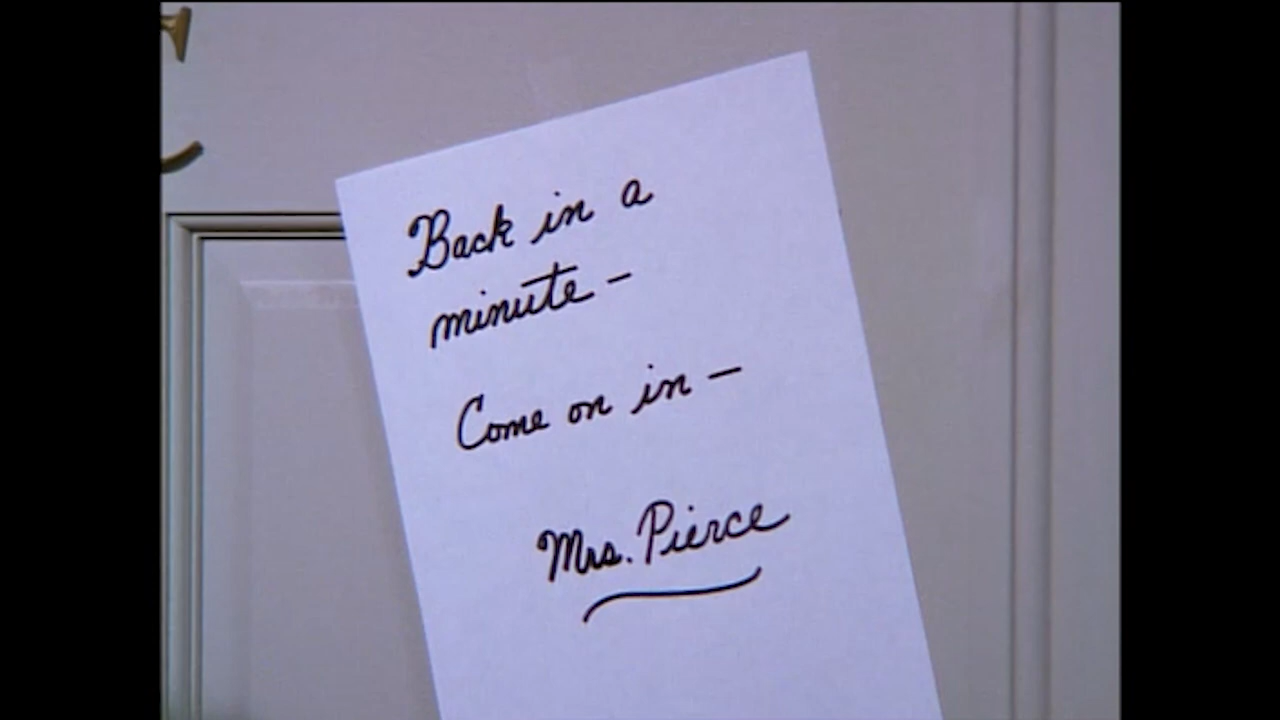 Back in a
minute -
Come on in -
Mrs. Pierce